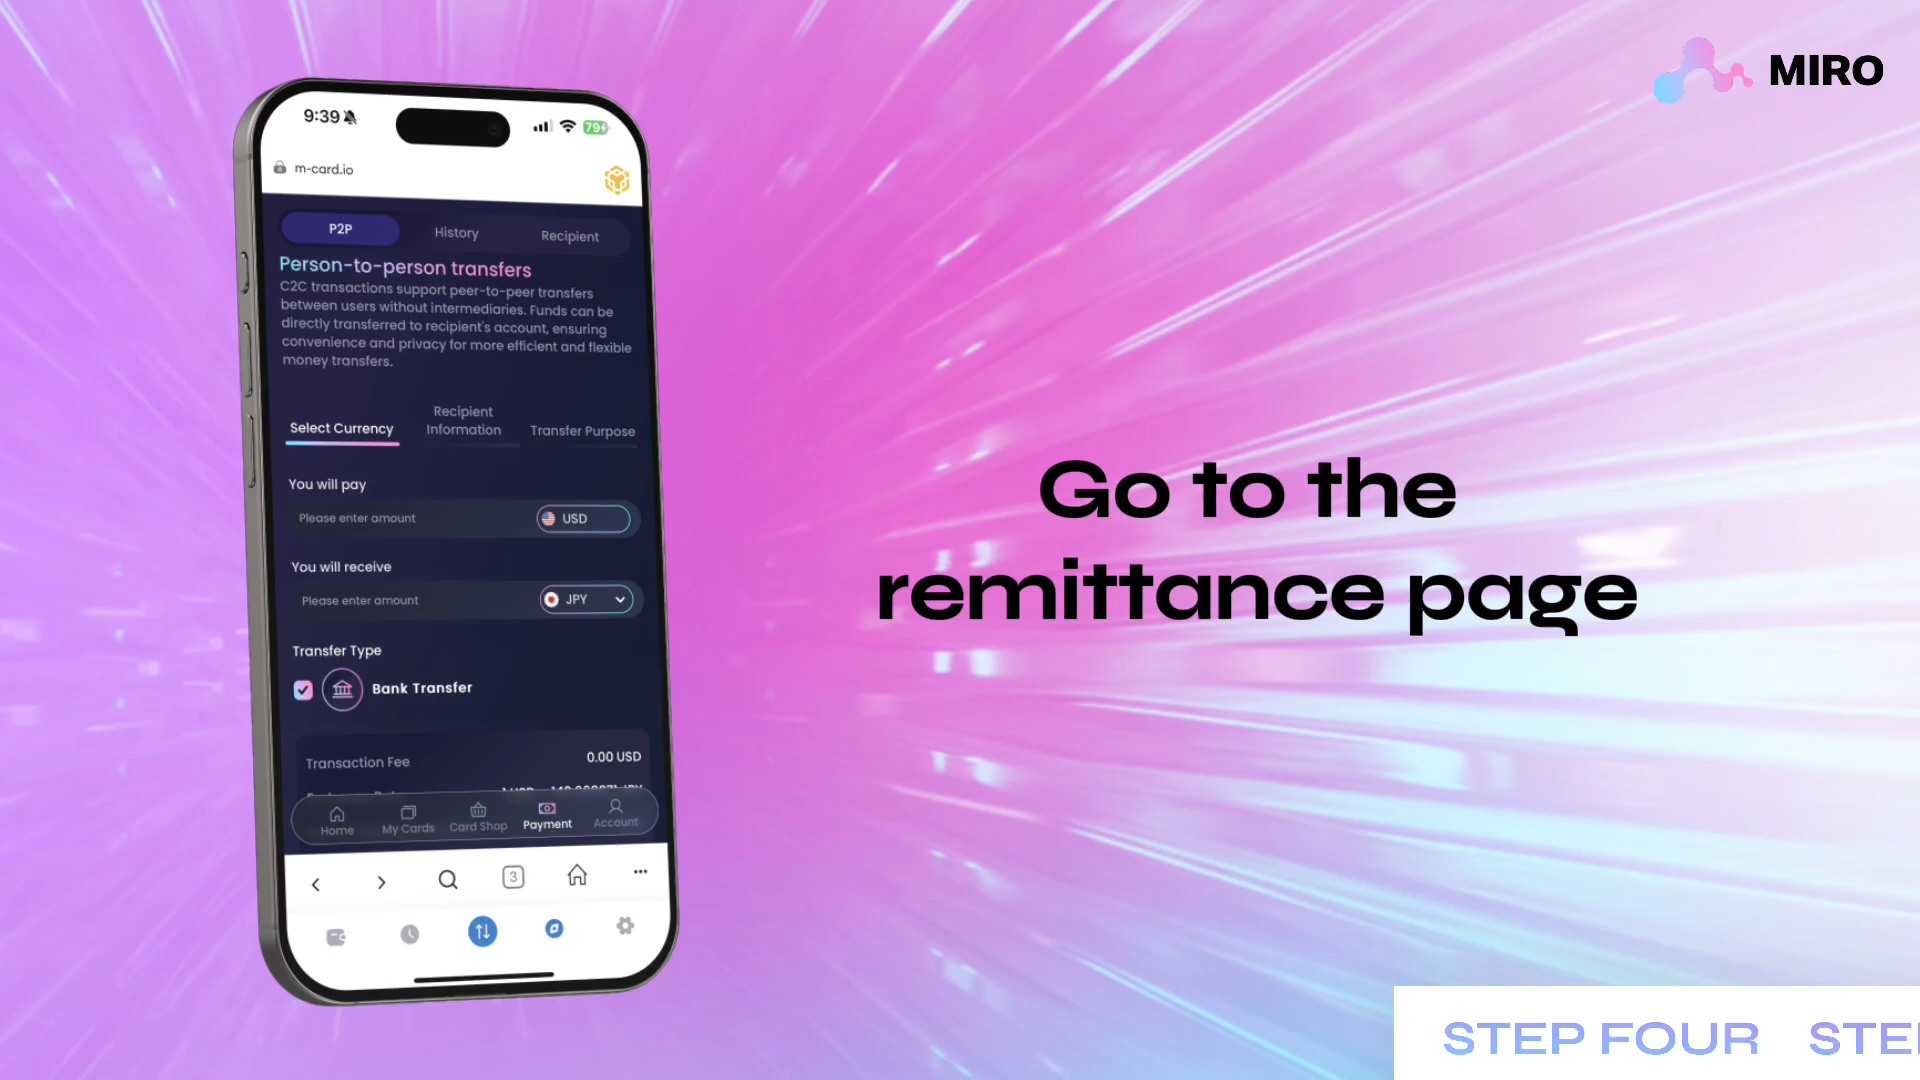 MIRO
9:39
79
m-card.io
P2P
History
Recipient
Person-to-person transfers
C2C transactions support peer-to-peer transfers
between users without intermediaries. Funds can be
directly transferred to recipient's account, ensuring
convenience and privacy for more efficient and flexible
money transfers.
Select Currency
Recipient
Information
Transfer Purpose
You will pay
Please enter amount
USD
You will receive
Please enter amount
JPY
Transfer Type
Bank Transfer
Transaction Fee
0.00 USD
Home
My Cards
Card Shop
Payment
Account
3
Go to the
remittance page
STEP FOUR STE